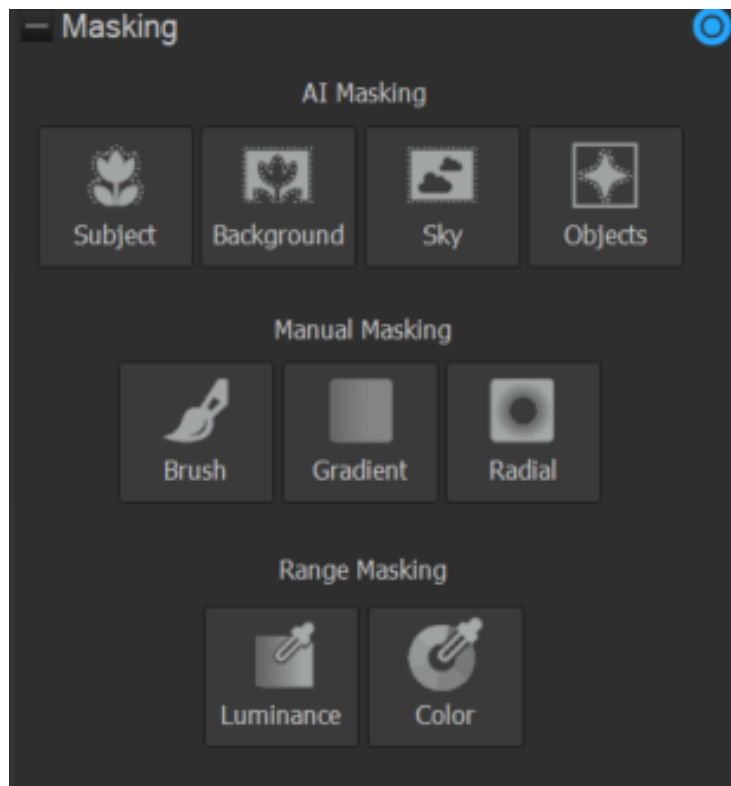 Masking
AI Masking
Subject Background Sky Objects
Manual Masking
Brush Gradient Radial
Range Masking
Luminance Color